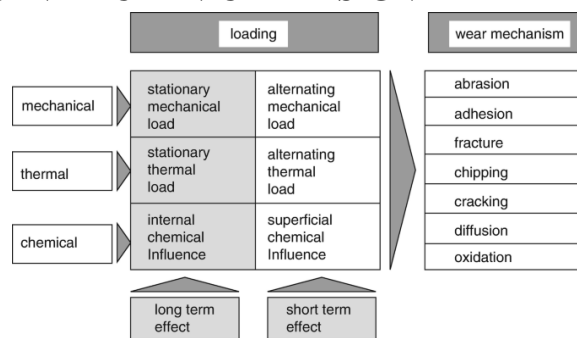 loading
wear mechanism
mechanical
stationary
mechanical
load
alternating
mechanical
load
thermal
stationary
thermal
load
alternating
thermal
load
chemical
internal
chemical
Influence
superficial
chemical
Influence
abrasion
adhesion
fracture
chipping
cracking
diffusion
oxidation
long term
effect
short term
effect